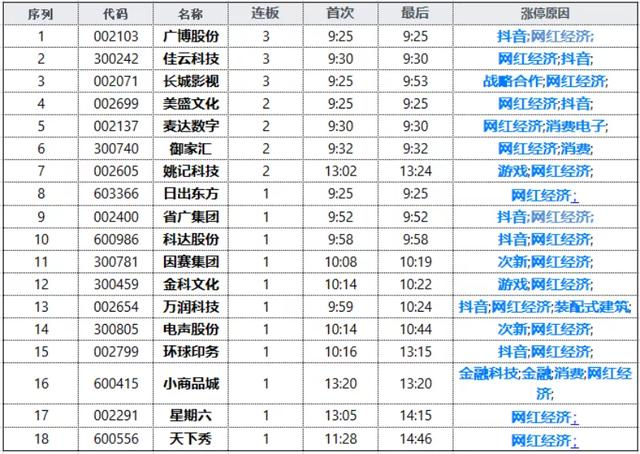 序列 代码 名称 连板 首次 最后 涨停原因
1 002103 广博股份 3 9:25 9:25 抖音;网红经济;
2 300242 佳云科技 3 9:30 9:30 网红经济;抖音;
3 002071 长城影视 3 9:25 9:53 战略合作;网红经济;
4 002699 美盛文化 2 9:25 9:25 网红经济;抖音;
5 002137 麦达数字 2 9:30 9:30 网红经济;消费电子;
6 300740 御家汇 2 9:32 9:32 网红经济;消费;
7 002605 姚记科技 2 13:02 13:24 游戏;网红经济;
8 603366 日出东方 1 9:25 9:25 网红经济;
9 002400 省广集团 1 9:52 9:52 抖音;网红经济;
10 600986 科达股份 1 9:58 9:58 抖音;网红经济;
11 300781 因赛集团 1 10:08 10:19 次新;网红经济;
12 300459 金科文化 1 10:14 10:22 游戏;网红经济;
13 002654 万润科技 1 9:59 10:24 抖音;网红经济;装配式建筑;
14 300805 电声股份 1 10:14 10:44 次新;网红经济;
15 002799 环球印务 1 10:16 13:15 抖音;网红经济;
16 600415 小商品城 1 13:20 13:20 金融科技;金融;消费;网红经
济;
17 002291 星期六 1 13:05 14:15 网红经济;
18 600556 天下秀 1 11:28 14:46 网红经济;